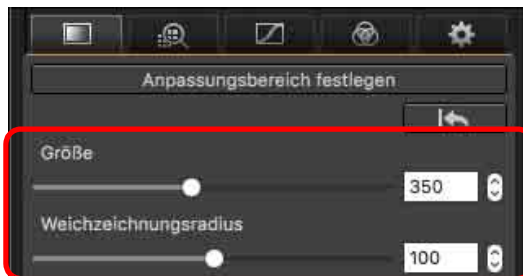 Anpassungsbereich festlegen
Größe
350
Weichzeichnungsradius
100